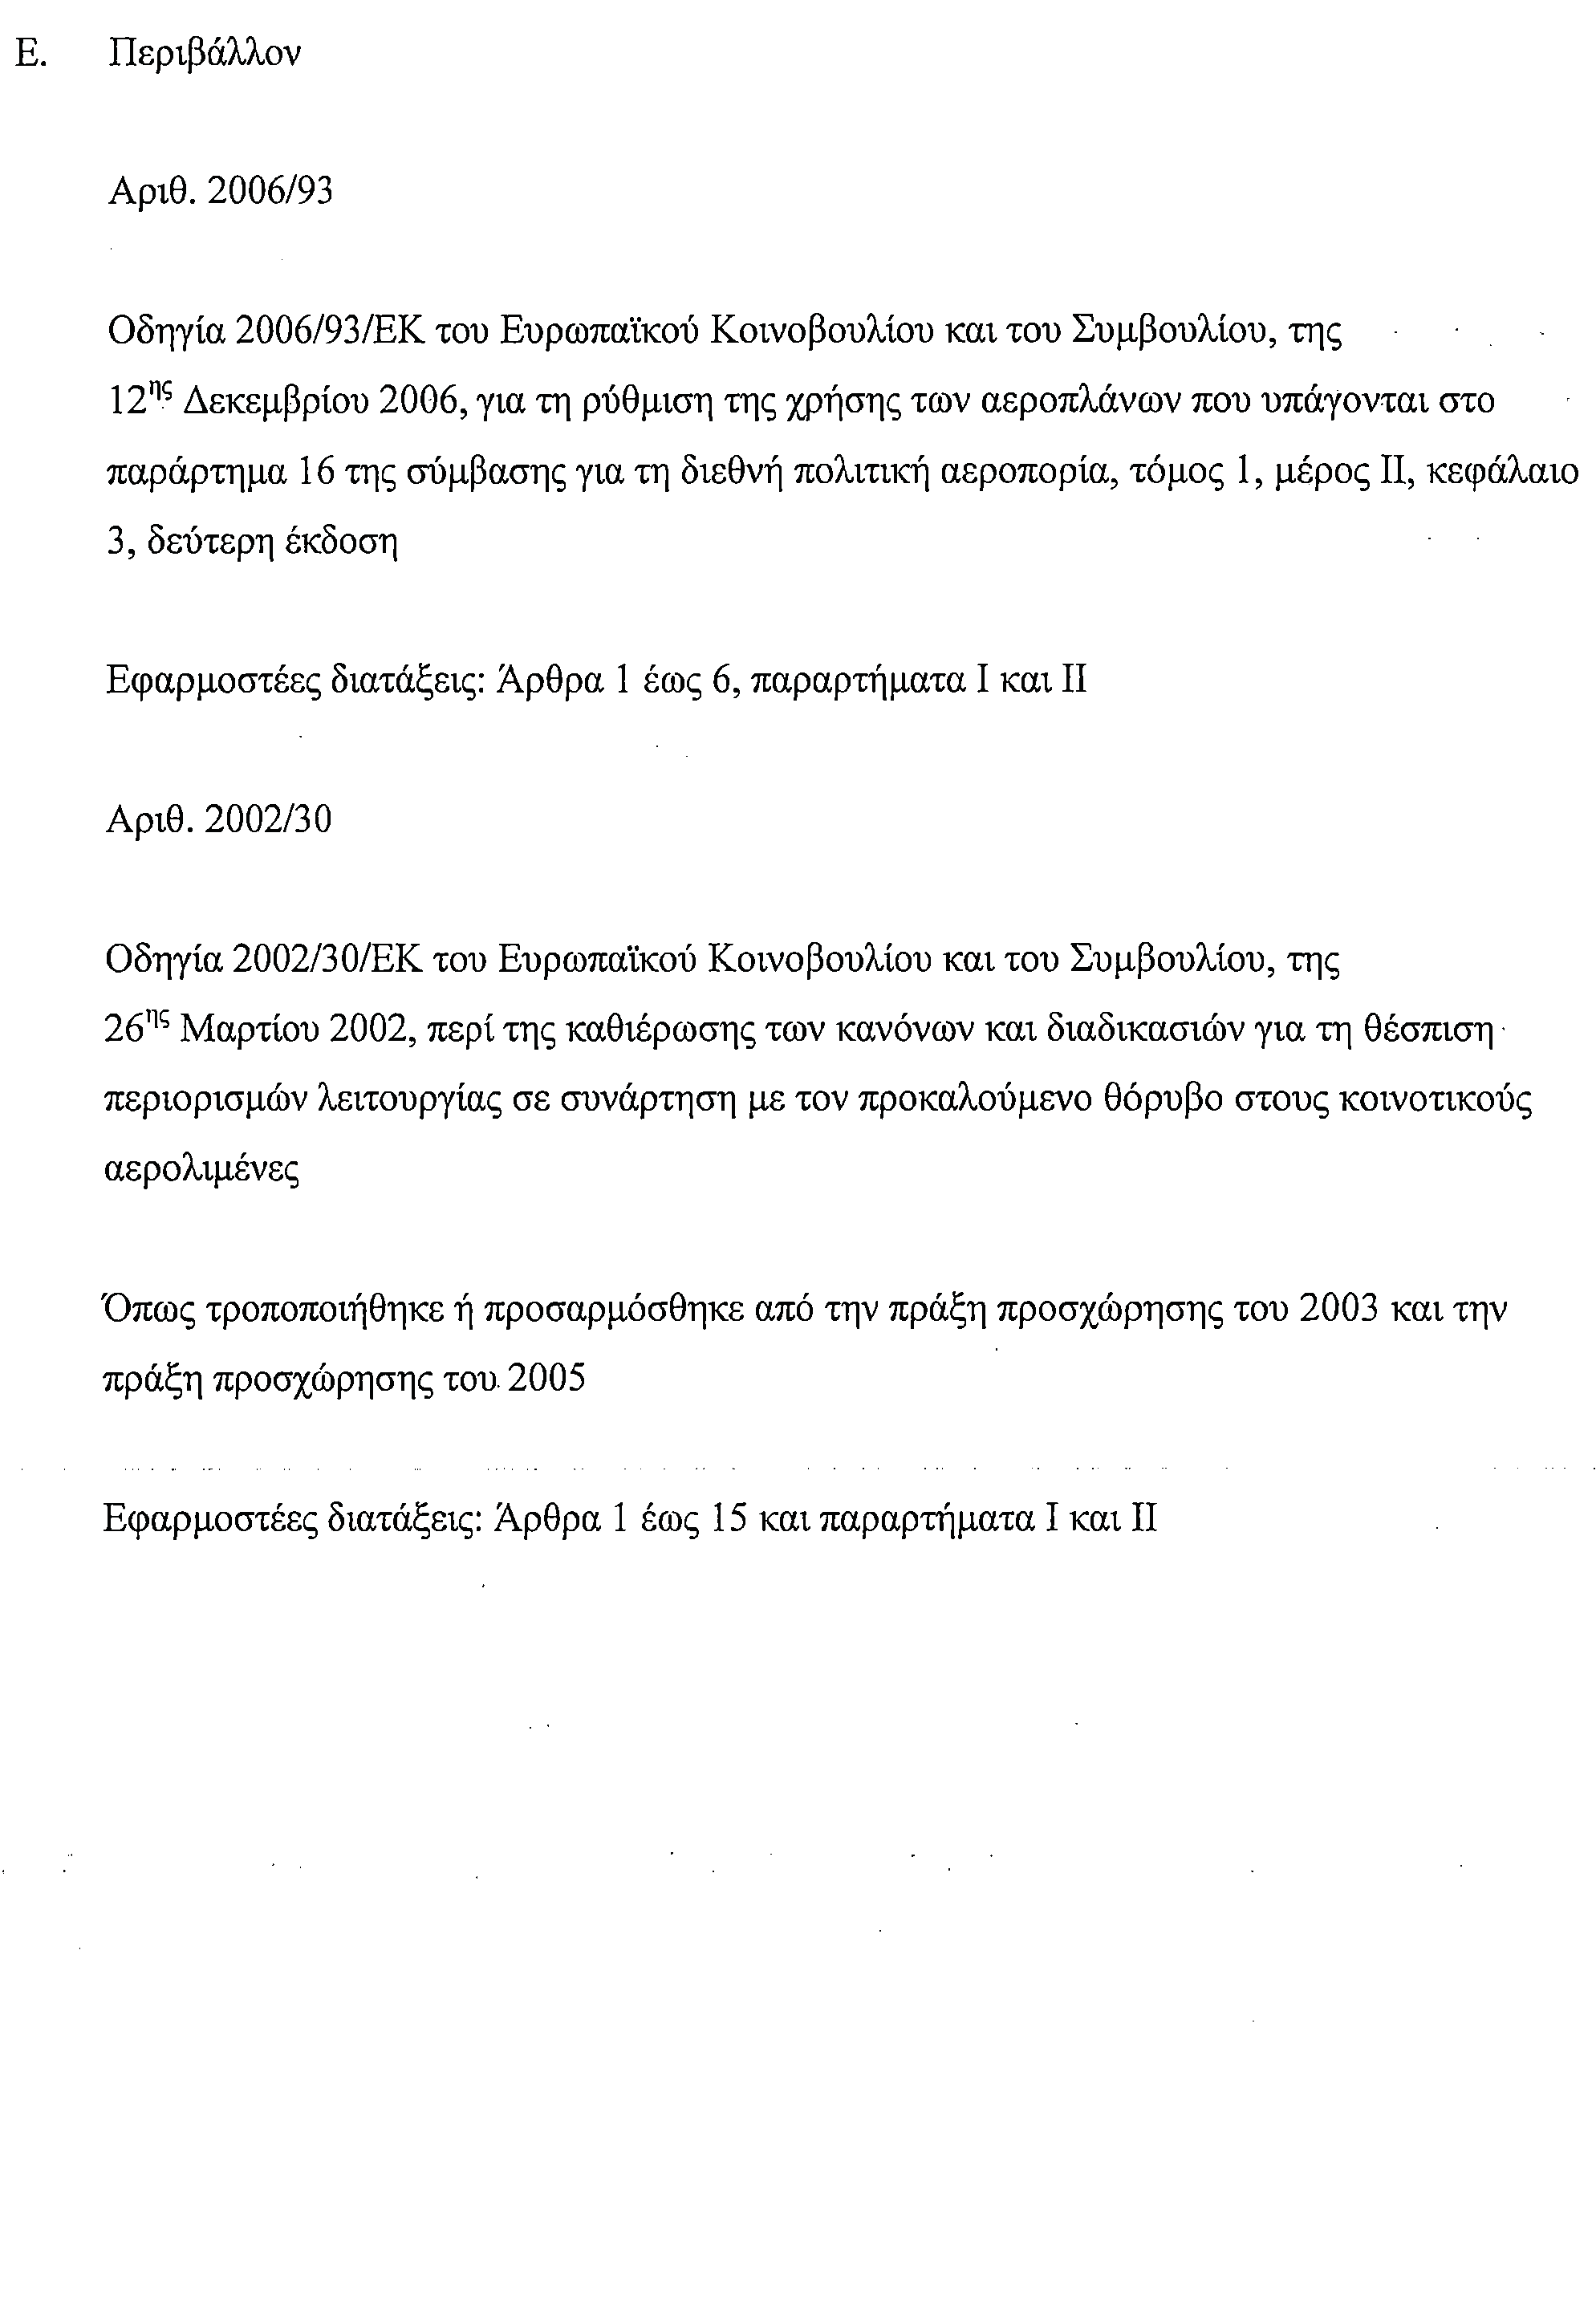 Ε. Περιβάλλον
Αριθ. 2006/93
Οδηγία 2006/93/ΕΚ του Ευρωπαϊκού Κοινοβουλίου και του Συμβουλίου, της
12ης Δεκεμβρίου 2006, για τη ρύθμιση της χρήσης των αεροπλάνων που υπάγονται στο
παράρτημα 16 της σύμβασης για τη διεθνή πολιτική αεροπορία, τόμος 1, μέρος ΙΙ, κεφάλαιο
3, δεύτερη έκδοση
Εφαρμοστέες διατάξεις: Άρθρα 1 έως 6, παραρτήματα Ι και ΙΙ
Αριθ. 2002/30
Οδηγία 2002/30/ΕΚ του Ευρωπαϊκού Κοινοβουλίου και του Συμβουλίου, της
26ης Μαρτίου 2002, περί της καθιέρωσης των κανόνων και διαδικασιών για τη θέσπιση
περιορισμών λειτουργίας σε συνάρτηση με τον προκαλούμενο θόρυβο στους κοινοτικούς
αερολιμένες
Όπως τροποποιήθηκε ή προσαρμόσθηκε από την πράξη προσχώρησης του 2003 και την
πράξη προσχώρησης του 2005
Εφαρμοστέες διατάξεις: Άρθρα 1 έως 15 και παραρτήματα Ι και ΙΙ